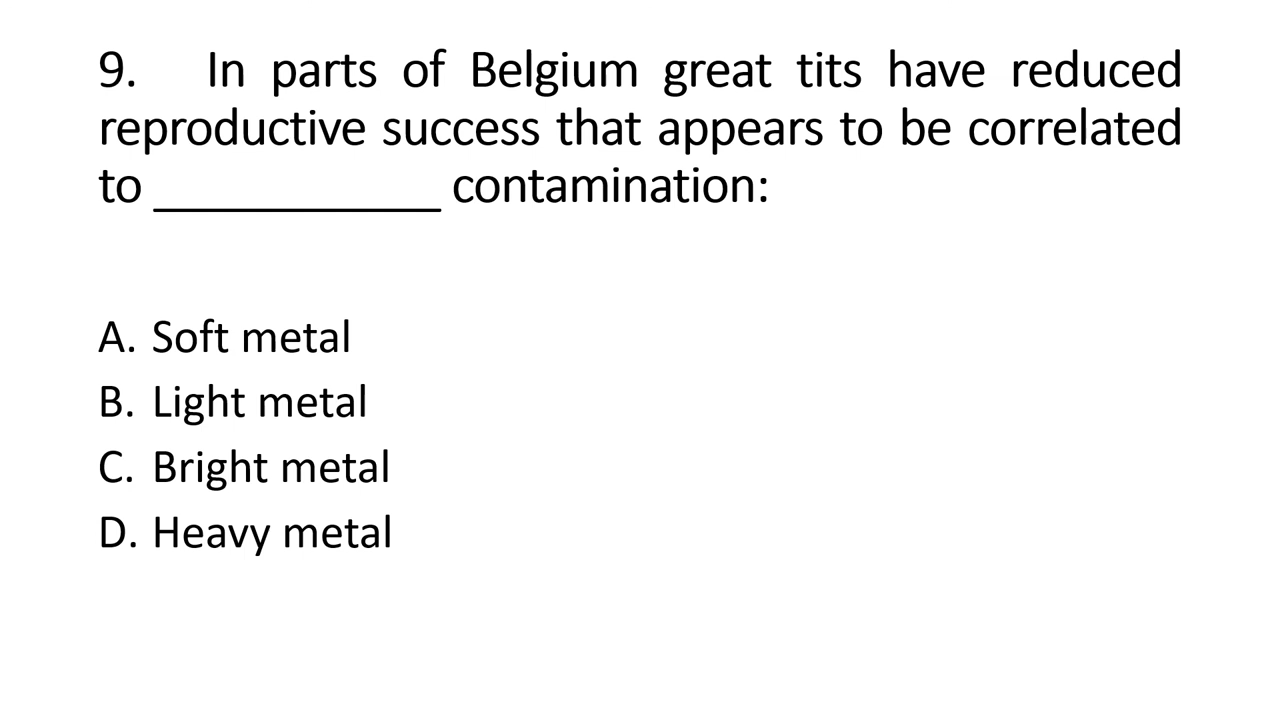 9. In parts of Belgium great tits have reduced
reproductive success that appears to be correlated
to ____________ contamination:
A. Soft metal
B. Light metal
C. Bright metal
D. Heavy metal